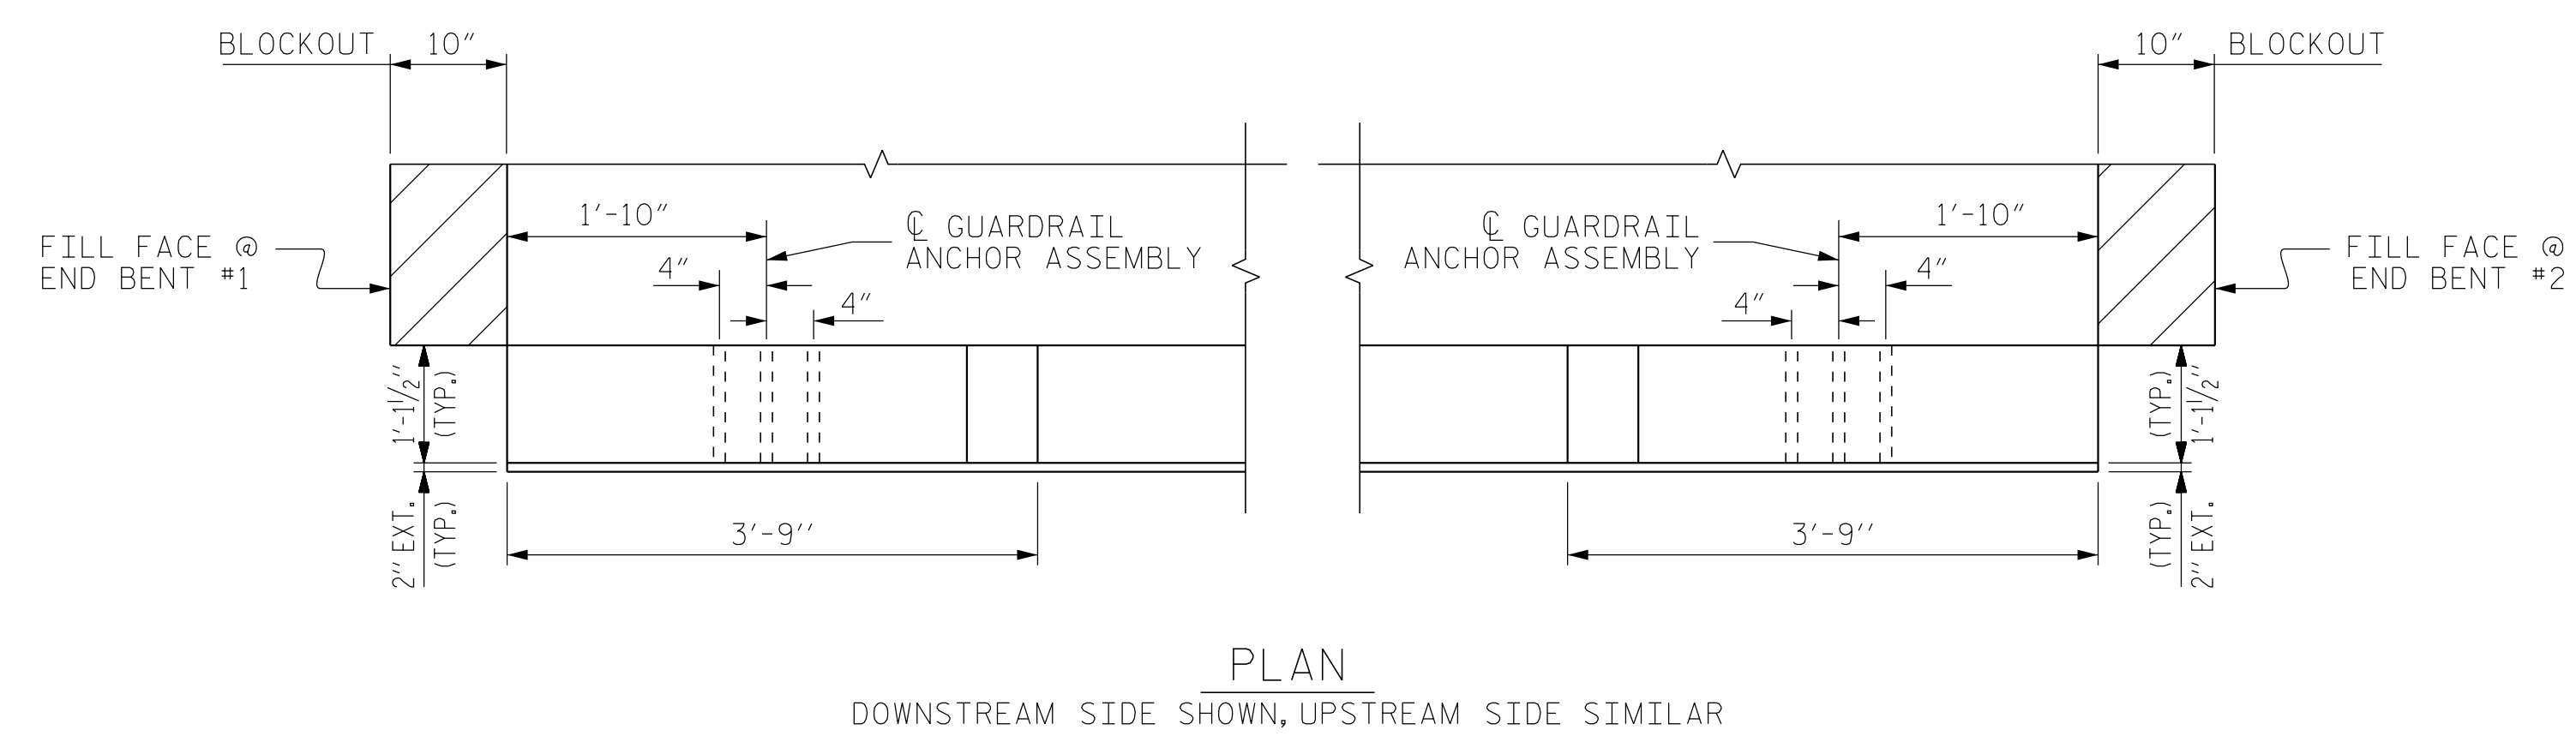 BLOCKOUT
10"
10"
BLOCKOUT
1'-10"
℄ GUARDRAIL
ANCHOR ASSEMBLY
℄ GUARDRAIL
ANCHOR ASSEMBLY
1'-10"
FILL FACE @
END BENT #1
4"
4"
4"
4"
FILL FACE @
END BENT #2
1'-1½"
(TYP.)
(TYP.)
1'-1½"
2" EXT.
(TYP.)
3'-9"
3'-9"
(TYP.)
2" EXT.
PLAN
DOWNSTREAM SIDE SHOWN, UPSTREAM SIDE SIMILAR